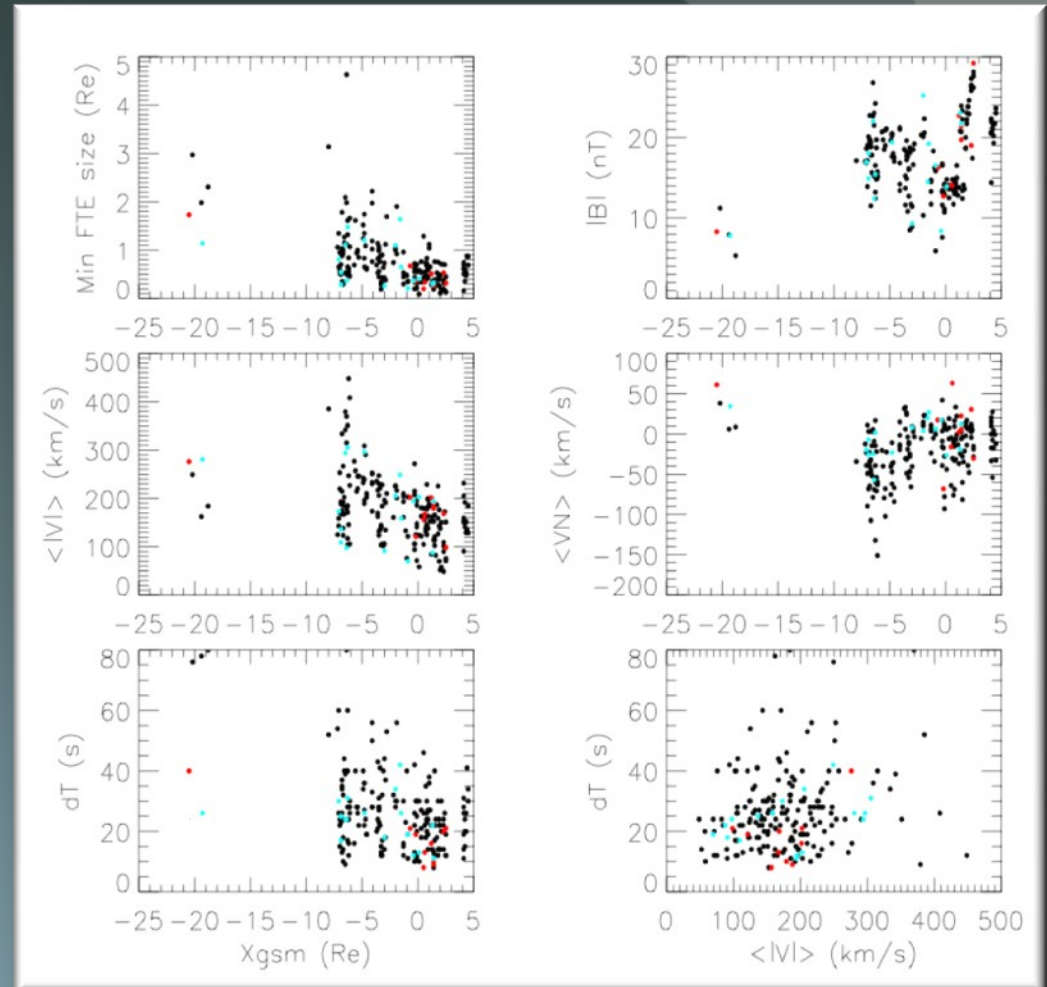 Min FTE size (Re)
5
4
3
2
1
0
-25 -20 -15 -10 -5 0 5
|B| (nT)
30
20
10
0
-25 -20 -15 -10 -5 0 5
<|V|> (km/s)
500
400
300
200
100
0
-25 -20 -15 -10 -5 0 5
<VN> (km/s)
100
50
0
-50
-100
-150
-200
-25 -20 -15 -10 -5 0 5
dT (s)
80
60
40
20
0
-25 -20 -15 -10 -5 0 5
Xgsm (Re)
dT (s)
80
60
40
20
0
0 100 200 300 400 500
<|V|> (km/s)